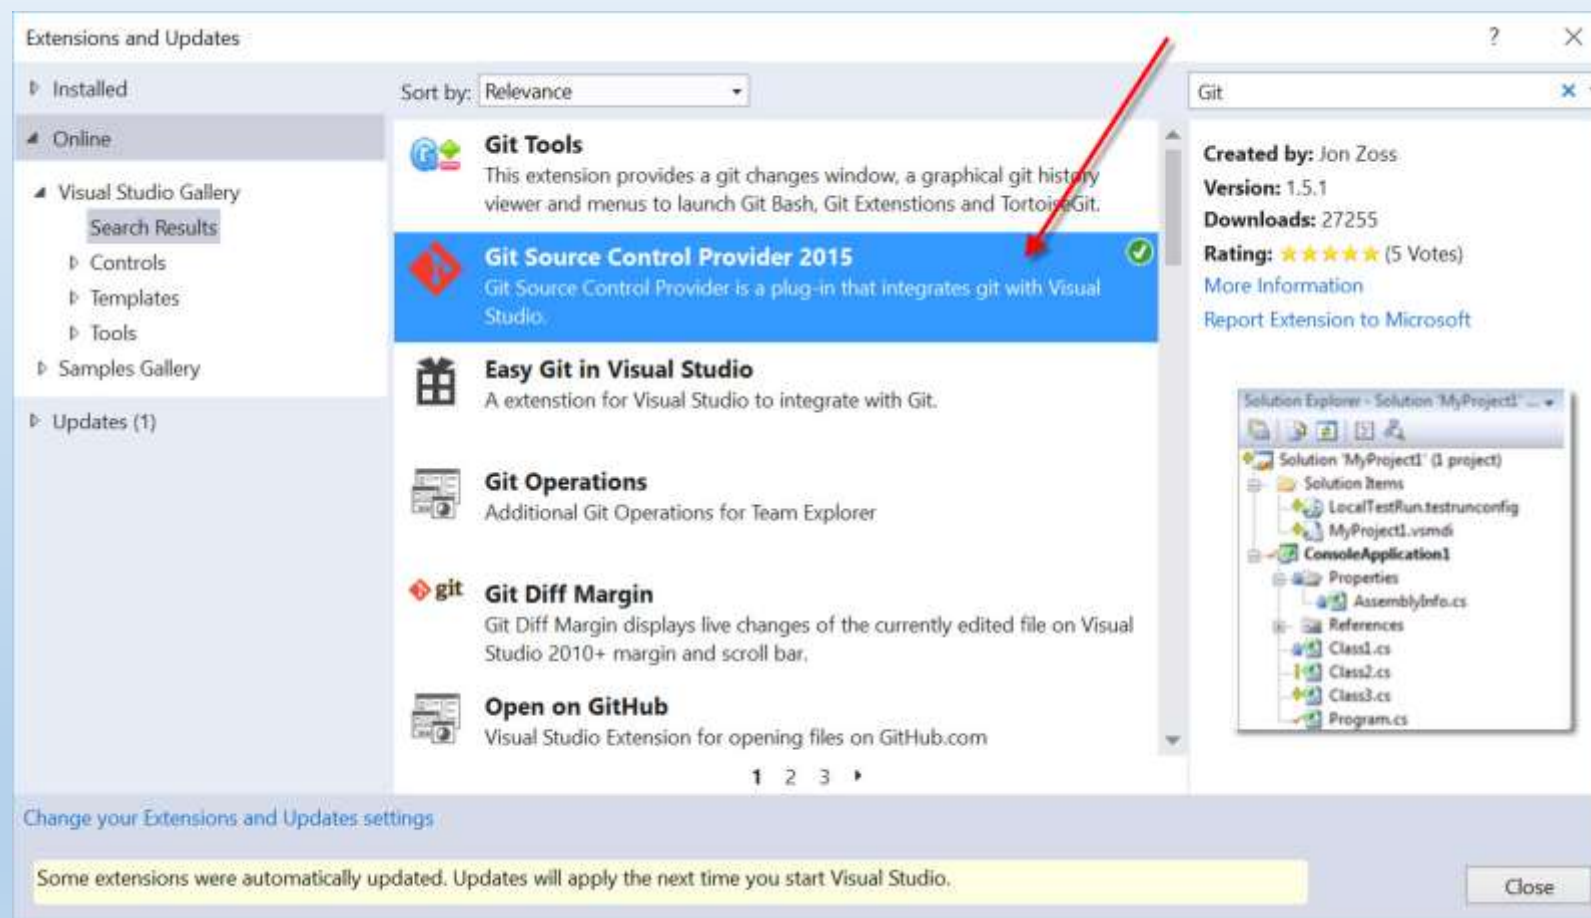 Extensions and Updates
?
Installed
Sort by: Relevance
Git
Online
Visual Studio Gallery
Search Results
Controls
Templates
Tools
Samples Gallery
Updates (1)
Git Tools
This extension provides a git changes window, a graphical git history
viewer and menus to launch Git Bash, Git Extenstions and TortoiseGit.
Git Source Control Provider 2015
Git Source Control Provider is a plug-in that integrates git with Visual
Studio.
Easy Git in Visual Studio
A extenstion for Visual Studio to integrate with Git.
Git Operations
Additional Git Operations for Team Explorer
git
Git Diff Margin
Git Diff Margin displays live changes of the currently edited file on Visual
Studio 2010+ margin and scroll bar.
Open on GitHub
Visual Studio Extension for opening files on GitHub.com
1 2 3
Created by: Jon Zoss
Version: 1.5.1
Downloads: 27255
Rating: (5 Votes)
More Information
Report Extension to Microsoft
Solution Explorer - Solution 'MyProject1' ...
Solution 'MyProject1' (1 project)
Solution Items
LocalTestRun.testrunconfig
MyProject1.vsmdi
ConsoleApplication1
Properties
AssemblyInfo.cs
References
Class1.cs
Class2.cs
Class3.cs
Program.cs
Change your Extensions and Updates settings
Some extensions were automatically updated. Updates will apply the next time you start Visual Studio.
Close